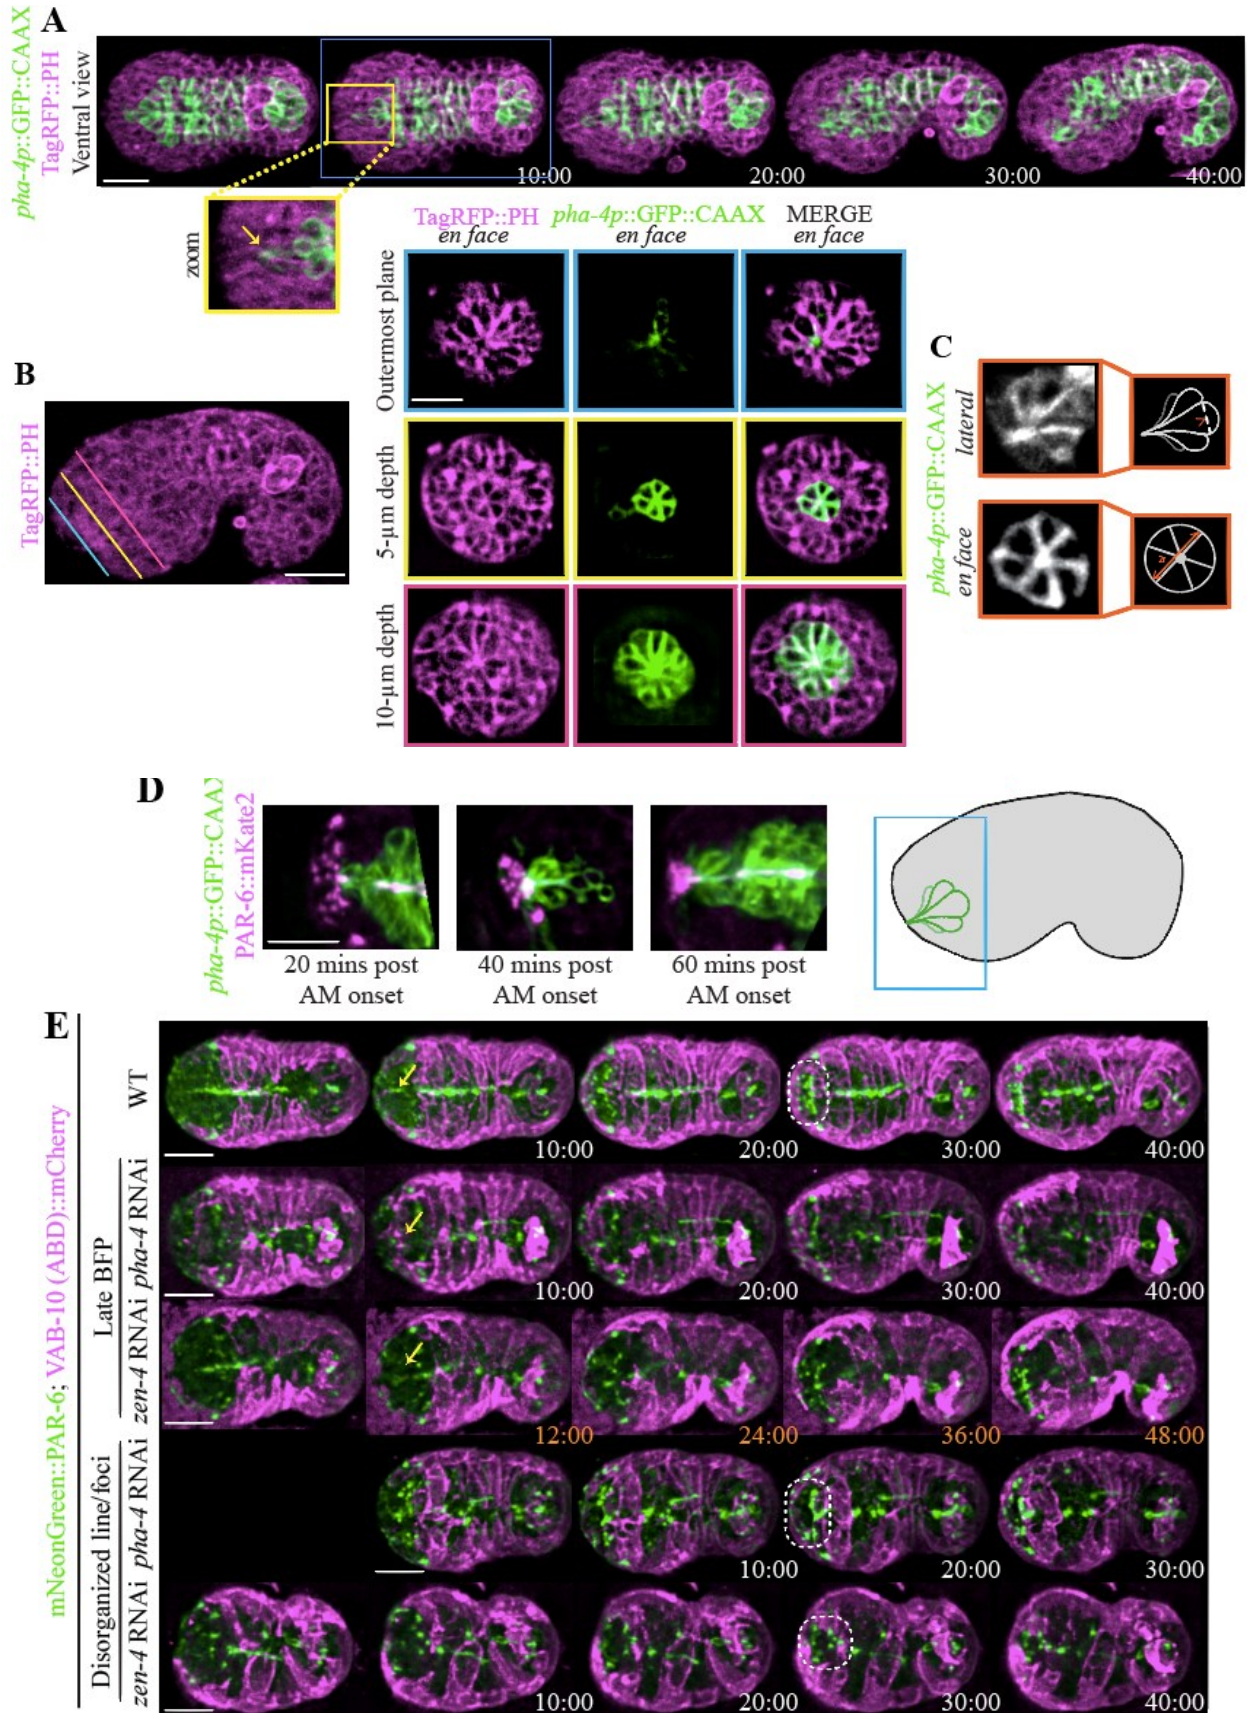 A
pha-4p::GFP::CAAX
TagRFP::PH
Ventral view
10:00
20:00
30:00
40:00
zoom
TagRFP::PH pha-4p::GFP::CAAX MERGE
en face en face en face
Outermost plane
5-µm depth
10-µm depth
B
TagRFP::PH
C
pha-4p::GFP::CAAX
lateral
en face
r
2r
D
pha-4p::GFP::CAAX
PAR-6::mKate2
20 mins post
AM onset
40 mins post
AM onset
60 mins post
AM onset
E
mNeonGreen::PAR-6; VAB-10 (ABD)::mCherry
WT
10:00
20:00
30:00
40:00
Late BFP
pha-4 RNAi
10:00
20:00
30:00
40:00
zen-4 RNAi
12:00
24:00
36:00
48:00
Disorganized line/foci
pha-4 RNAi
10:00
20:00
30:00
zen-4 RNAi
10:00
20:00
30:00
40:00